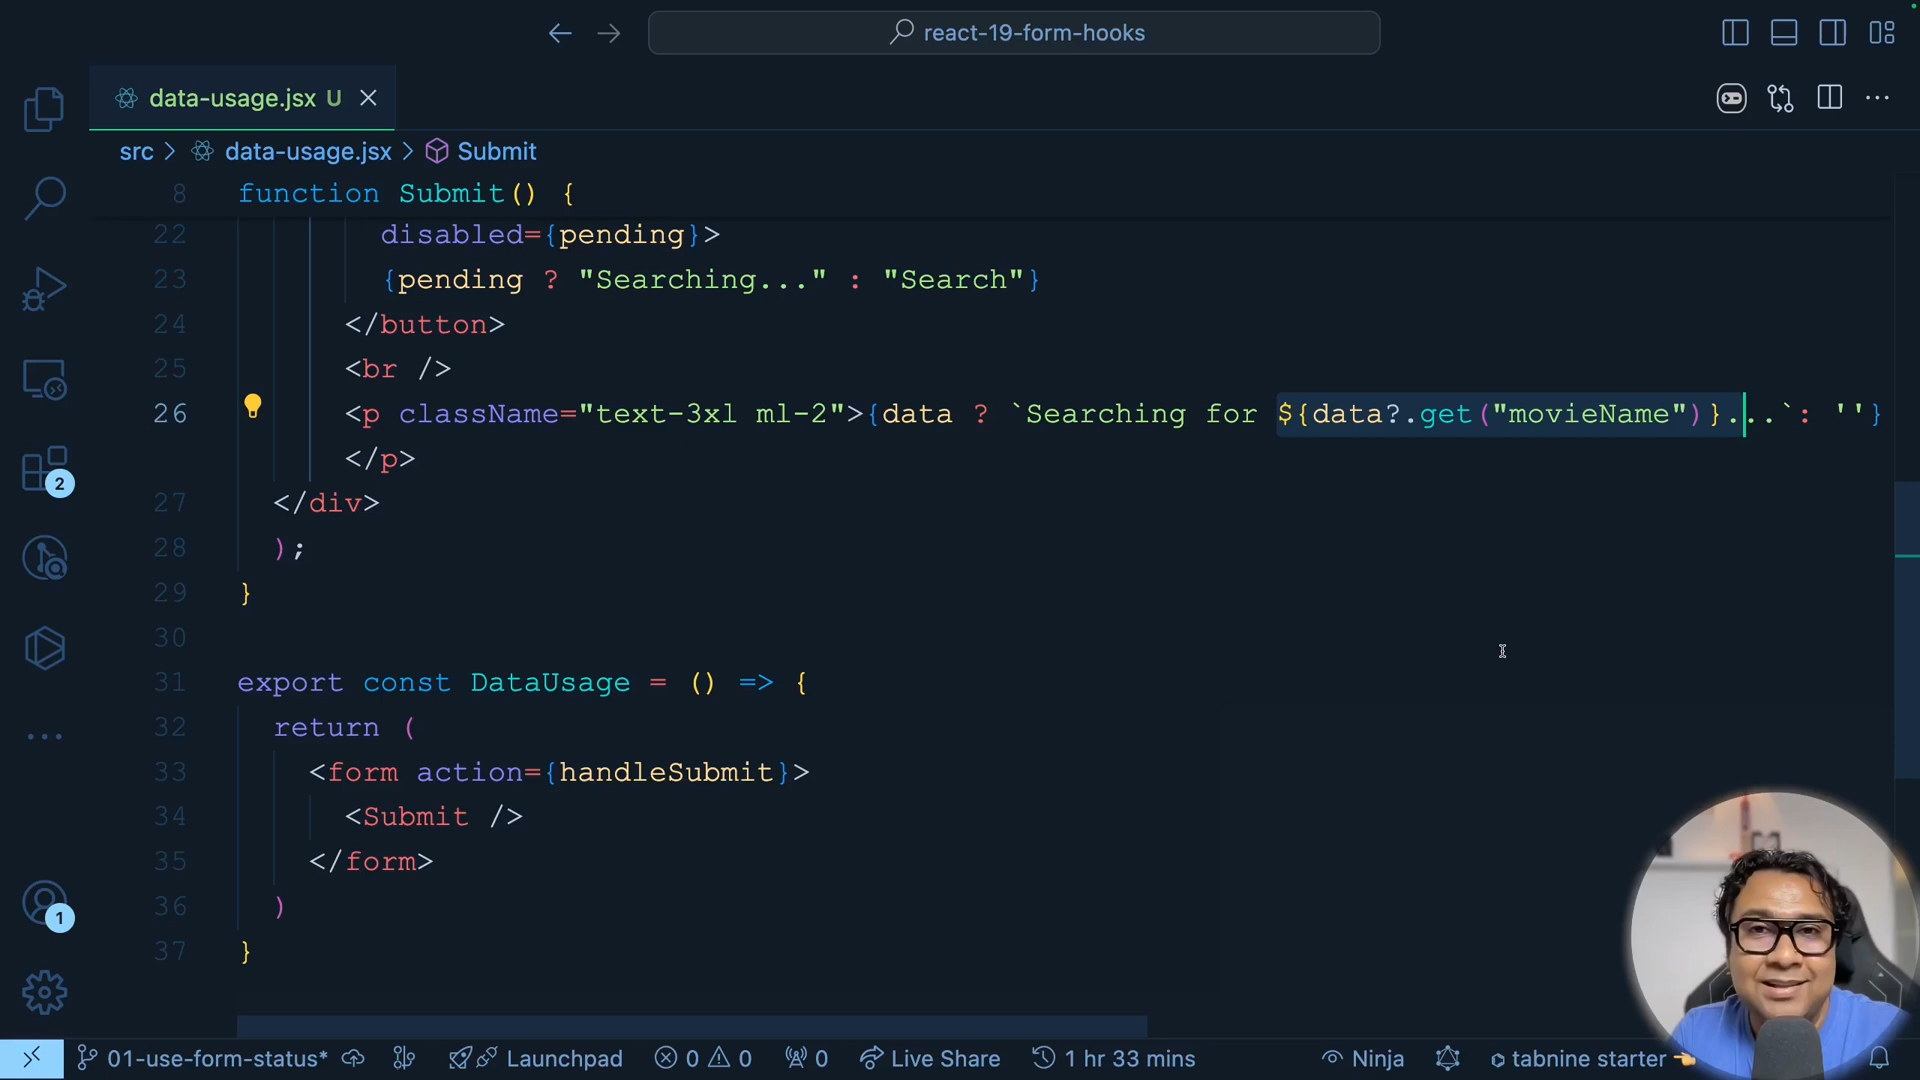 react-19-form-hooks
data-usage.jsx U
src > data-usage.jsx > Submit
8 function Submit() {
22 disabled={pending}>
23 {pending ? "Searching..." : "Search"}
24 </button>
25 <br />
26 <p className="text-3xl ml-2">{data ? `Searching for ${data?.get("movieName")}...`: ''}
</p>
27 </div>
28 );
29 }
30
31 export const DataUsage = () => {
32 return (
33 <form action={handleSubmit}>
34 <Submit />
35 </form>
36 )
37 }
2
1
01-use-form-status* Launchpad 0 0 0 Live Share 1 hr 33 mins Ninja tabnine starter